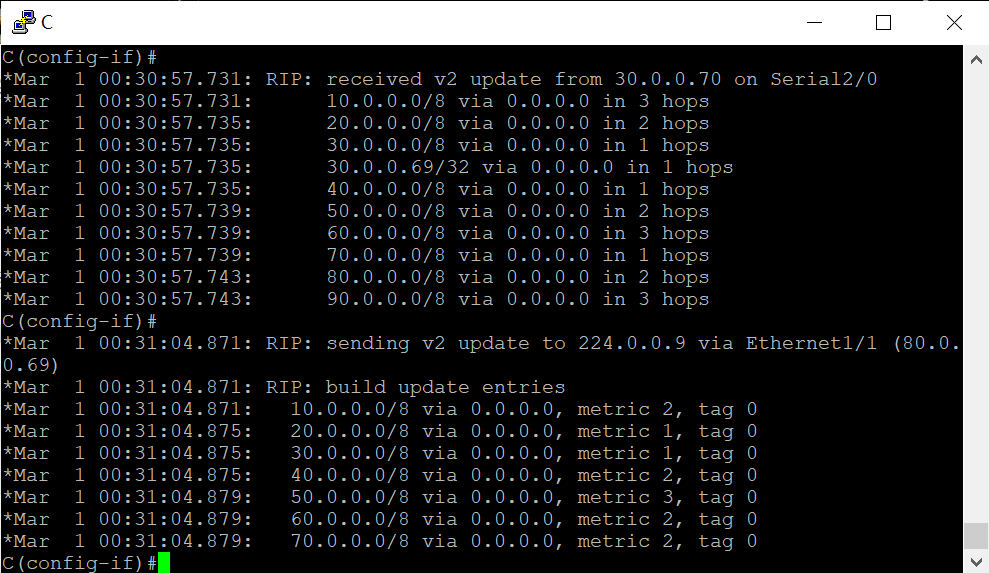 C
C(config-if)#
*Mar  1 00:30:57.731: RIP: received v2 update from 30.0.0.70 on Serial2/0
*Mar  1 00:30:57.731:      10.0.0.0/8 via 0.0.0.0 in 3 hops
*Mar  1 00:30:57.735:      20.0.0.0/8 via 0.0.0.0 in 2 hops
*Mar  1 00:30:57.735:      30.0.0.0/8 via 0.0.0.0 in 1 hops
*Mar  1 00:30:57.735:      30.0.0.69/32 via 0.0.0.0 in 1 hops
*Mar  1 00:30:57.735:      40.0.0.0/8 via 0.0.0.0 in 1 hops
*Mar  1 00:30:57.739:      50.0.0.0/8 via 0.0.0.0 in 2 hops
*Mar  1 00:30:57.739:      60.0.0.0/8 via 0.0.0.0 in 3 hops
*Mar  1 00:30:57.739:      70.0.0.0/8 via 0.0.0.0 in 1 hops
*Mar  1 00:30:57.743:      80.0.0.0/8 via 0.0.0.0 in 2 hops
*Mar  1 00:30:57.743:      90.0.0.0/8 via 0.0.0.0 in 3 hops
C(config-if)#
*Mar  1 00:31:04.871: RIP: sending v2 update to 224.0.0.9 via Ethernet1/1 (80.0.
0.69)
*Mar  1 00:31:04.871: RIP: build update entries
*Mar  1 00:31:04.871:   10.0.0.0/8 via 0.0.0.0, metric 2, tag 0
*Mar  1 00:31:04.875:   20.0.0.0/8 via 0.0.0.0, metric 1, tag 0
*Mar  1 00:31:04.875:   30.0.0.0/8 via 0.0.0.0, metric 1, tag 0
*Mar  1 00:31:04.875:   40.0.0.0/8 via 0.0.0.0, metric 2, tag 0
*Mar  1 00:31:04.879:   50.0.0.0/8 via 0.0.0.0, metric 3, tag 0
*Mar  1 00:31:04.879:   60.0.0.0/8 via 0.0.0.0, metric 2, tag 0
*Mar  1 00:31:04.879:   70.0.0.0/8 via 0.0.0.0, metric 2, tag 0
C(config-if)#